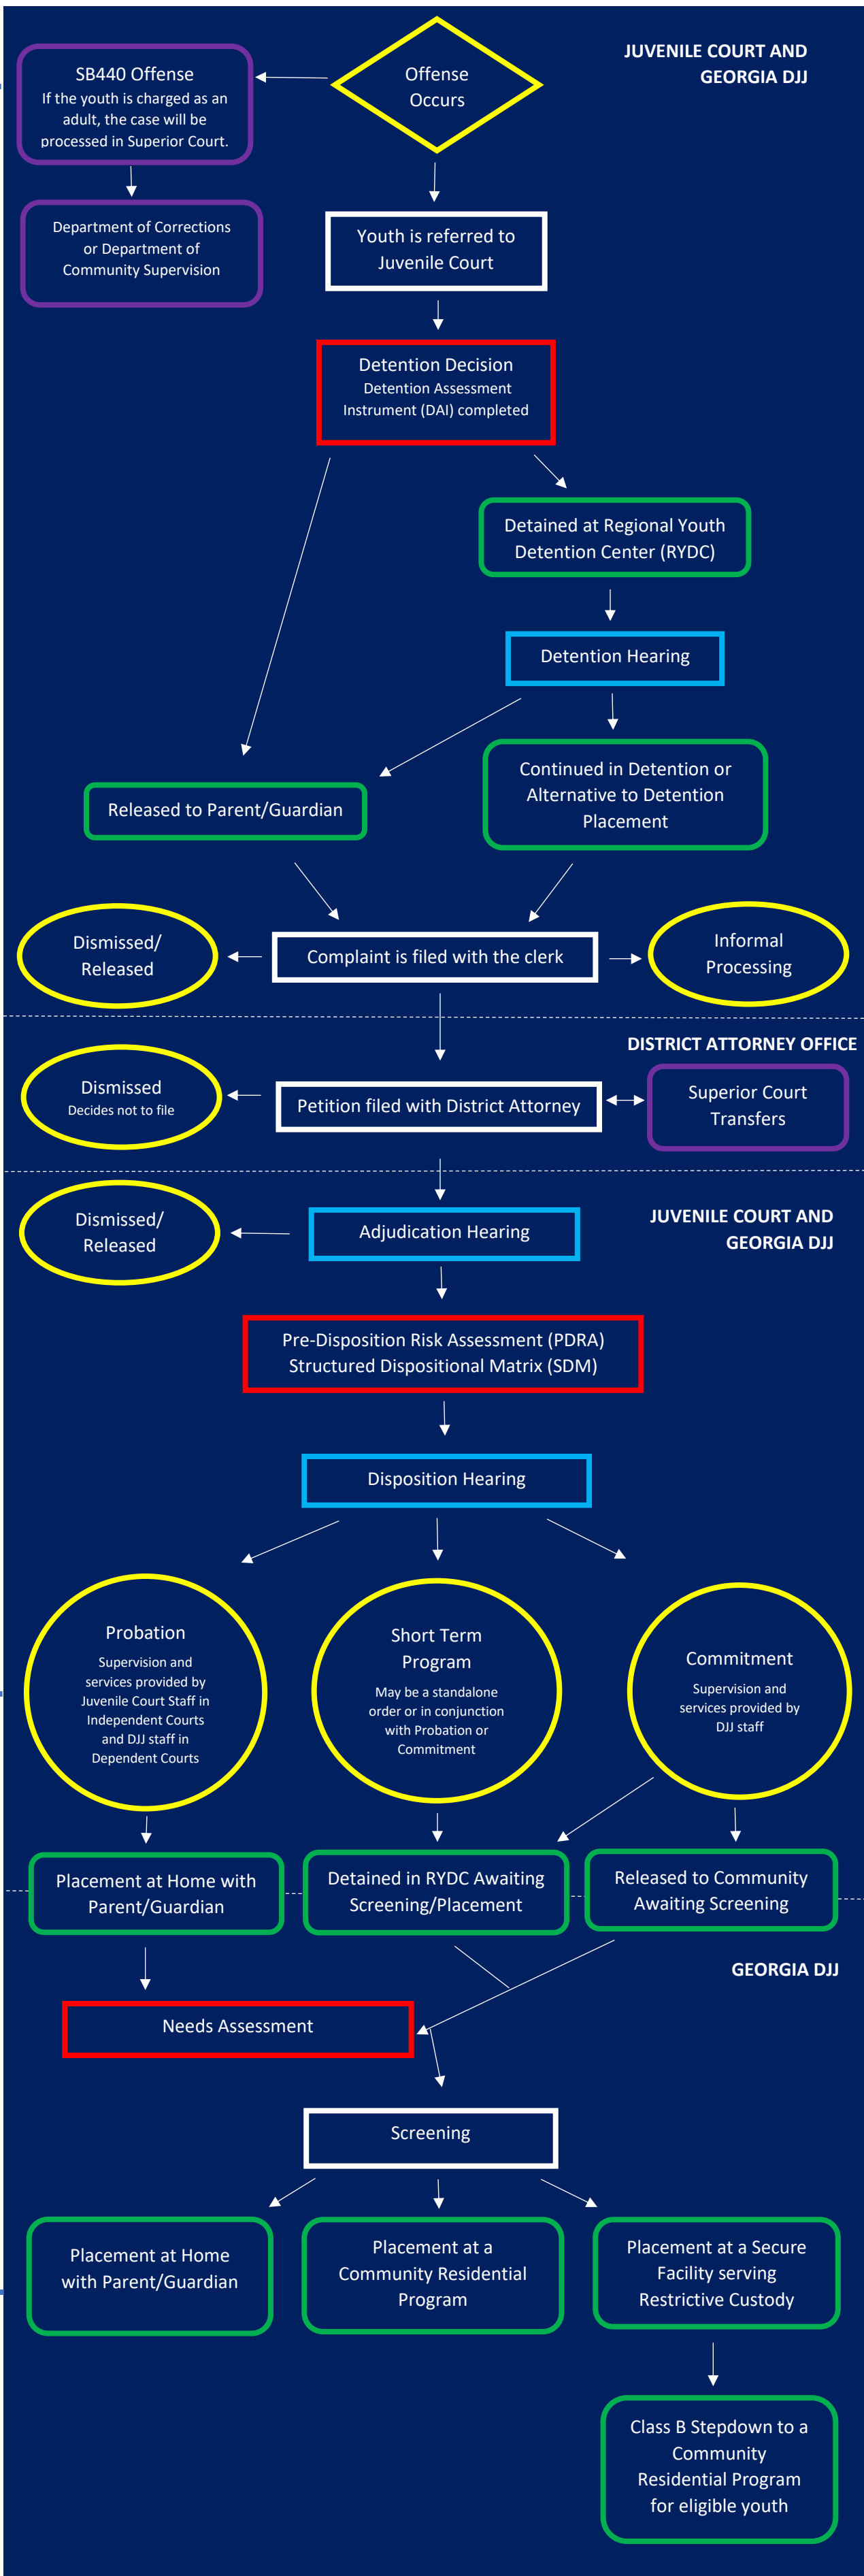 JUVENILE COURT AND
GEORGIA DJJ
Offense
Occurs
SB440 Offense
If the youth is charged as an
adult, the case will be
processed in Superior Court.
Department of Corrections
or Department of
Community Supervision
Youth is referred to
Juvenile Court
Detention Decision
Detention Assessment
Instrument (DAI) completed
Detained at Regional Youth
Detention Center (RYDC)
Detention Hearing
Continued in Detention or
Alternative to Detention
Placement
Released to Parent/Guardian
Dismissed/
Released
Complaint is filed with the clerk
Informal
Processing
DISTRICT ATTORNEY OFFICE
Dismissed
Decides not to file
Petition filed with District Attorney
Superior Court
Transfers
JUVENILE COURT AND
GEORGIA DJJ
Dismissed/
Released
Adjudication Hearing
Pre-Disposition Risk Assessment (PDRA)
Structured Dispositional Matrix (SDM)
Disposition Hearing
Probation
Supervision and
services provided by
Juvenile Court Staff in
Independent Courts
and DJJ staff in
Dependent Courts
Short Term
Program
May be a standalone
order or in conjunction
with Probation or
Commitment
Commitment
Supervision and
services provided by
DJJ staff
Placement at Home with
Parent/Guardian
Detained in RYDC Awaiting
Screening/Placement
Released to Community
Awaiting Screening
GEORGIA DJJ
Needs Assessment
Screening
Placement at Home
with Parent/Guardian
Placement at a
Community Residential
Program
Placement at a Secure
Facility serving
Restrictive Custody
Class B Stepdown to a
Community
Residential Program
for eligible youth